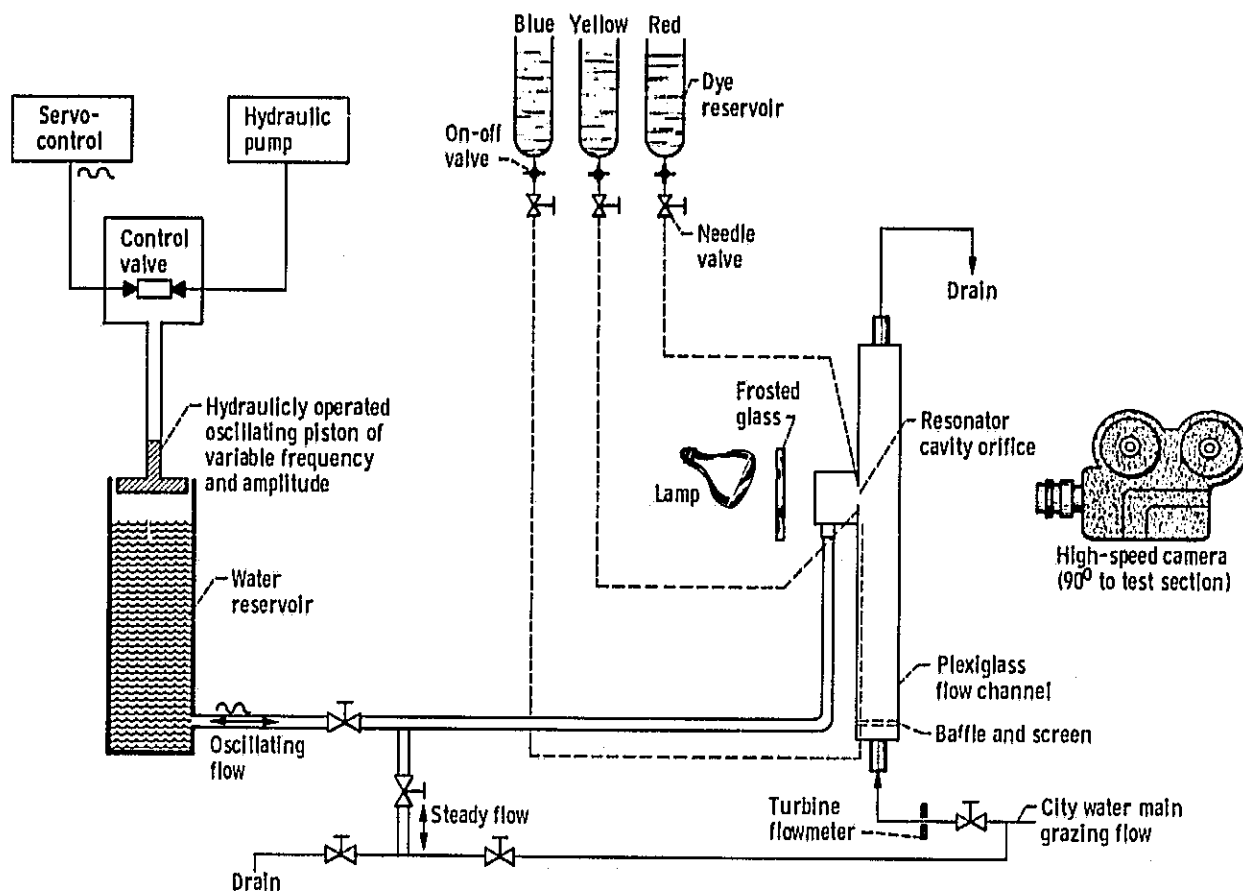 Blue Yellow Red
Dye
reservoir
Servo-
control
Hydraulic
pump
On-off
valve
Needle
valve
Control
valve
Drain
Hydraulicly operated
oscillating piston of
variable frequency
and amplitude
Frosted
glass
Lamp
Resonator
cavity orifice
High-speed camera
(90⁰ to test section)
Water
reservoir
Plexiglass
flow channel
Baffle and screen
Oscillating
flow
Steady flow
Turbine
flowmeter
City water main
grazing flow
Drain